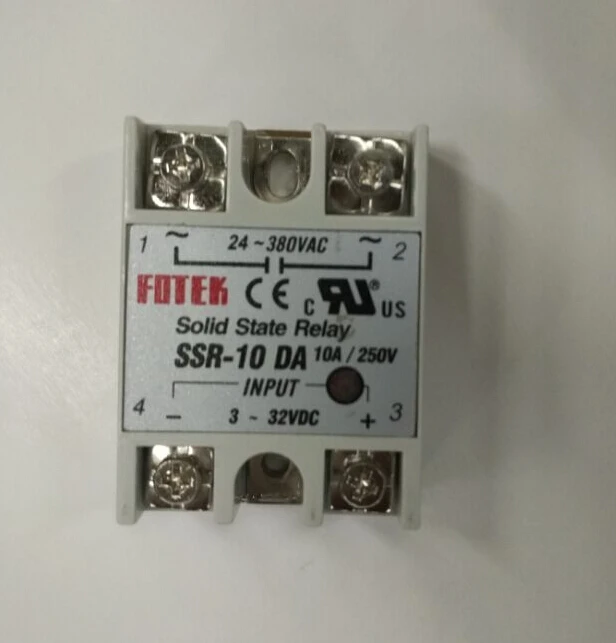 1 ~ 24 ~ 380VAC ~ 2
FOTEK CE c RU® US
Solid State Relay
SSR-10 DA 10A / 250V
INPUT
4 − 3 ~ 32VDC + 3